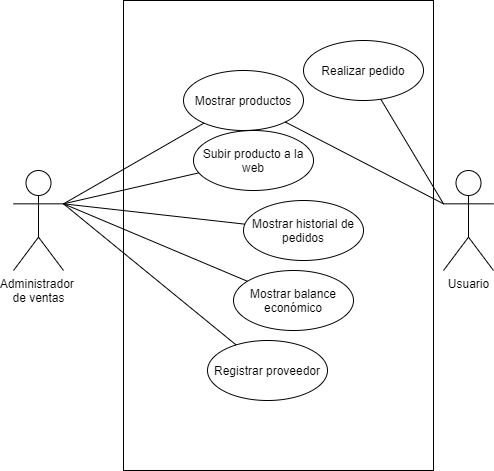 Realizar pedido
Mostrar productos
Subir producto a la
web
Mostrar historial de
pedidos
Administrador
de ventas
Usuario
Mostrar balance
económico
Registrar proveedor